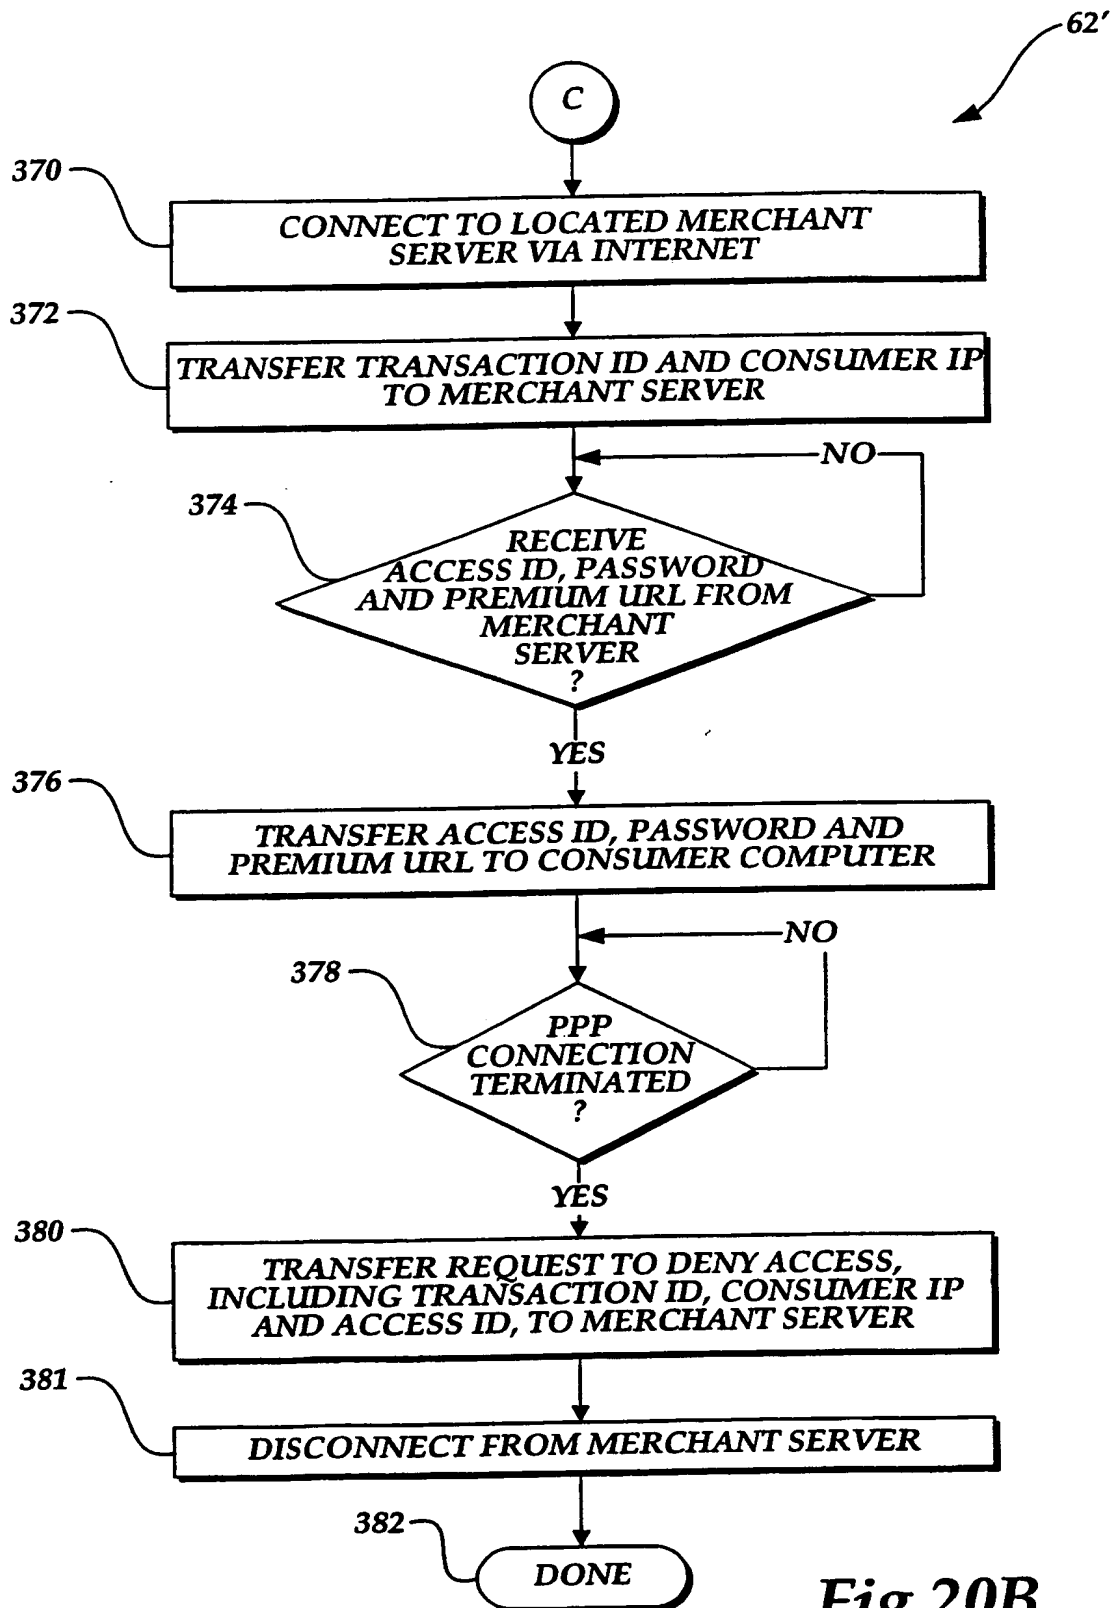 62'
C
370
CONNECT TO LOCATED MERCHANT
SERVER VIA INTERNET
372
TRANSFER TRANSACTION ID AND CONSUMER IP
TO MERCHANT SERVER
NO
374
RECEIVE
ACCESS ID, PASSWORD
AND PREMIUM URL FROM
MERCHANT
SERVER
?
YES
376
TRANSFER ACCESS ID, PASSWORD AND
PREMIUM URL TO CONSUMER COMPUTER
NO
378
PPP
CONNECTION
TERMINATED
?
YES
380
TRANSFER REQUEST TO DENY ACCESS,
INCLUDING TRANSACTION ID, CONSUMER IP
AND ACCESS ID, TO MERCHANT SERVER
381
DISCONNECT FROM MERCHANT SERVER
382
DONE
Fig.20B